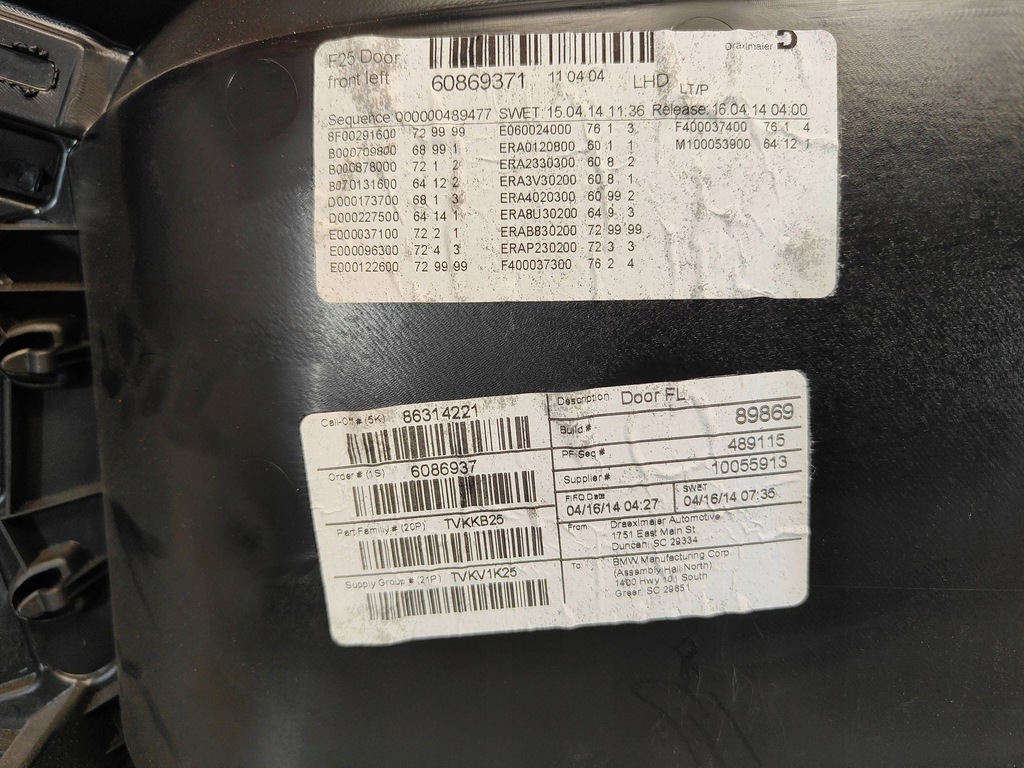 F25 Door
front left
60869371 11 04 04 LHD LT/P
Draexlmaier D
Sequence: 000000489477 SWET: 15.04.14 11:36 Release: 16.04.14 04:00
8F00291600 72 99 99 E060024000 76 1 3 F400037400 76 1 4
B000709800 68 99 1 ERA0120800 60 1 1 M100053900 64 12 1
B000878000 72 1 2 ERA2330300 60 8 2
B070131600 64 12 2 ERA3V30200 60 8 1
D000173700 68 1 3 ERA4020300 60 99 2
D000227500 64 14 1 ERA8U30200 64 9 3
E000037100 72 2 1 ERAB830200 72 99 99
E000096300 72 4 3 ERAP230200 72 3 3
E000122600 72 99 99 F400037300 76 2 4
Call-Off # (5K) 86314221
Order # (1S) 6086937
Part Family # (20P) TVKKB25
Supply Group # (21P) TVKV1K25
Description: Door FL
Build # 89869
PF Seq # 489115
Supplier # 10055913
FIFO Date
04/16/14 04:27
SWET
04/16/14 07:35
From: Draexlmaier Automotive
1751 East Main St
Duncan, SC 29334
To: BMW Manufacturing Corp.
(Assembly Hall North)
1400 Hwy 101 South
Greer, SC 29651